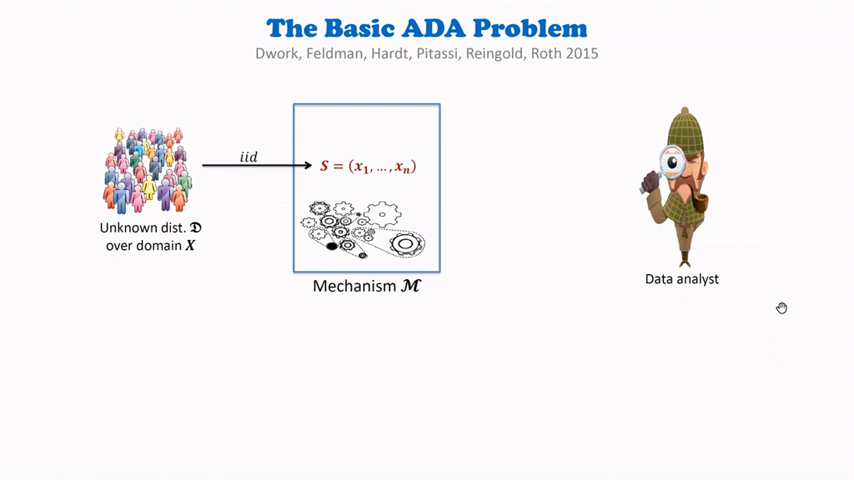 The Basic ADA Problem
Dwork, Feldman, Hardt, Pitassi, Reingold, Roth 2015
iid
S = (x₁, …, xₙ)
Unknown dist. 𝕯
over domain X
Mechanism ℳ
Data analyst